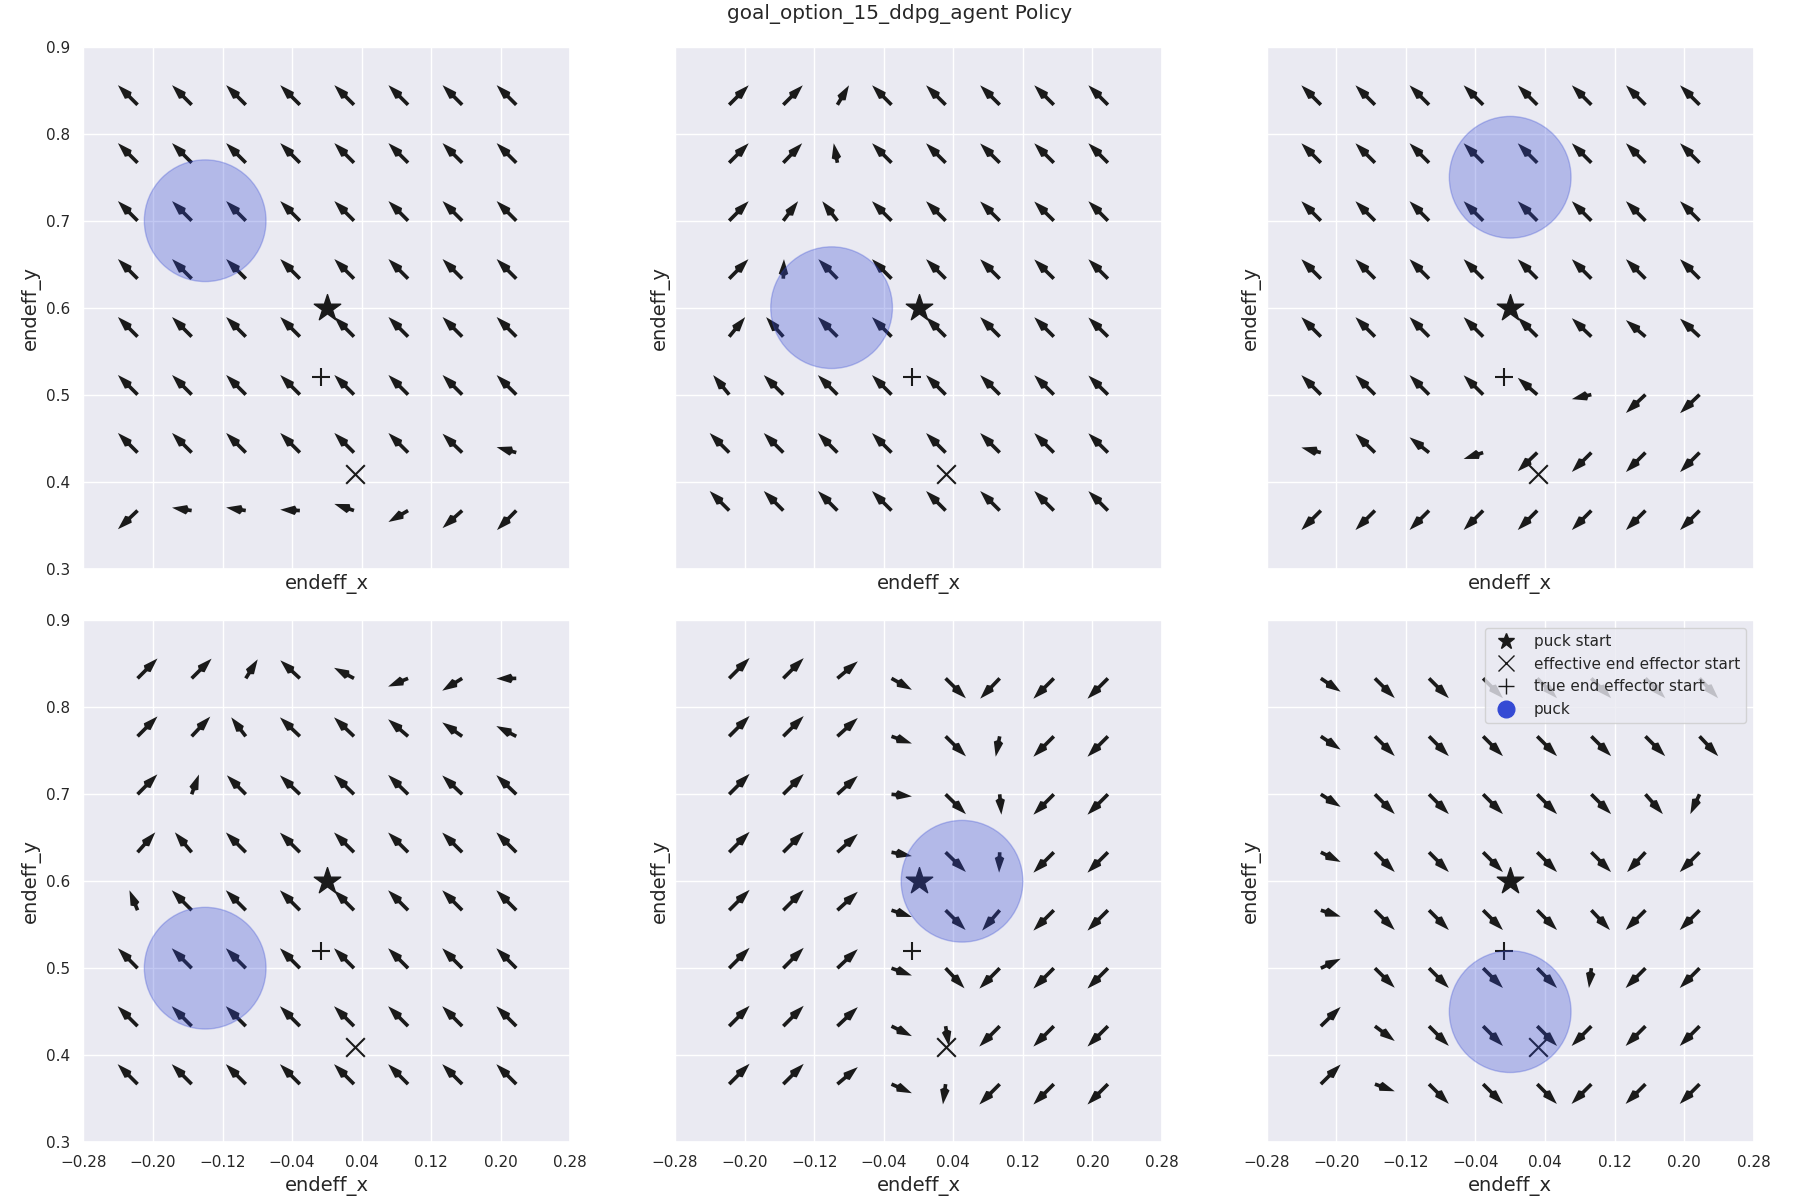 goal_option_15_ddpg_agent Policy
0.9
0.8
0.7
0.6
0.5
0.4
0.3
endeff_y
endeff_x
endeff_y
endeff_x
endeff_y
endeff_x
0.9
0.8
0.7
0.6
0.5
0.4
0.3
endeff_y
−0.28 −0.20 −0.12 −0.04 0.04 0.12 0.20 0.28
endeff_x
endeff_y
−0.28 −0.20 −0.12 −0.04 0.04 0.12 0.20 0.28
endeff_x
puck start
effective end effector start
true end effector start
puck
endeff_y
−0.28 −0.20 −0.12 −0.04 0.04 0.12 0.20 0.28
endeff_x